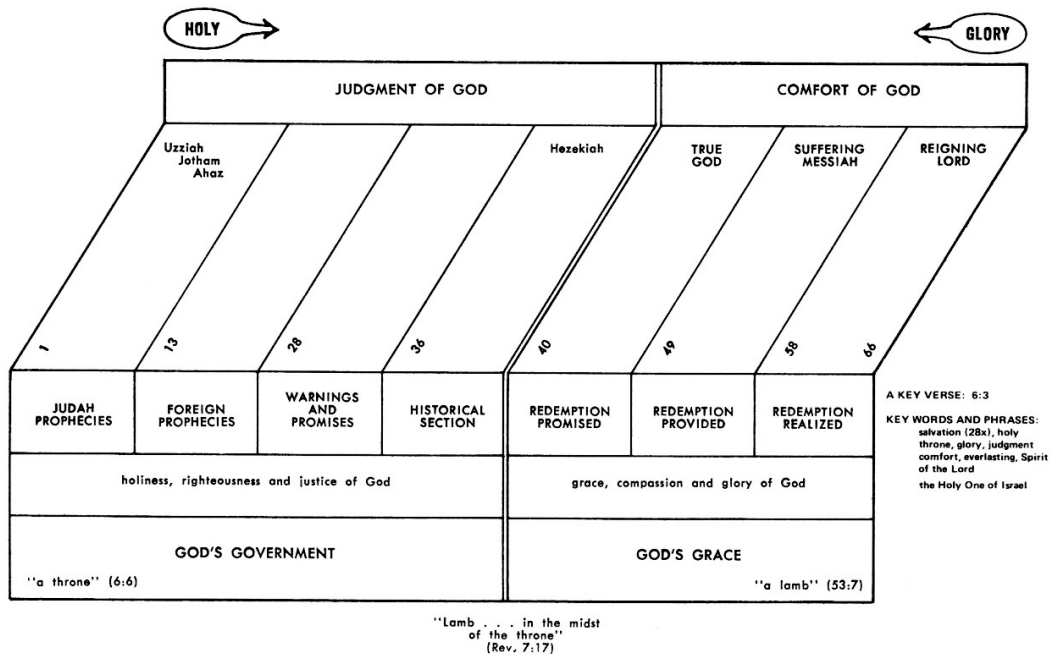 HOLY
GLORY
JUDGMENT OF GOD
COMFORT OF GOD
Uzziah
Jotham
Ahaz
Hezekiah
TRUE
GOD
SUFFERING
MESSIAH
REIGNING
LORD
1
13
28
36
40
49
58
66
JUDAH
PROPHECIES
FOREIGN
PROPHECIES
WARNINGS
AND
PROMISES
HISTORICAL
SECTION
REDEMPTION
PROMISED
REDEMPTION
PROVIDED
REDEMPTION
REALIZED
A KEY VERSE: 6:3
KEY WORDS AND PHRASES:
salvation (28x), holy
throne, glory, judgment
comfort, everlasting, Spirit
of the Lord
the Holy One of Israel
holiness, righteousness and justice of God
grace, compassion and glory of God
GOD'S GOVERNMENT
GOD'S GRACE
"a throne" (6:6)
"a lamb" (53:7)
"Lamb . . . in the midst
of the throne"
(Rev. 7:17)